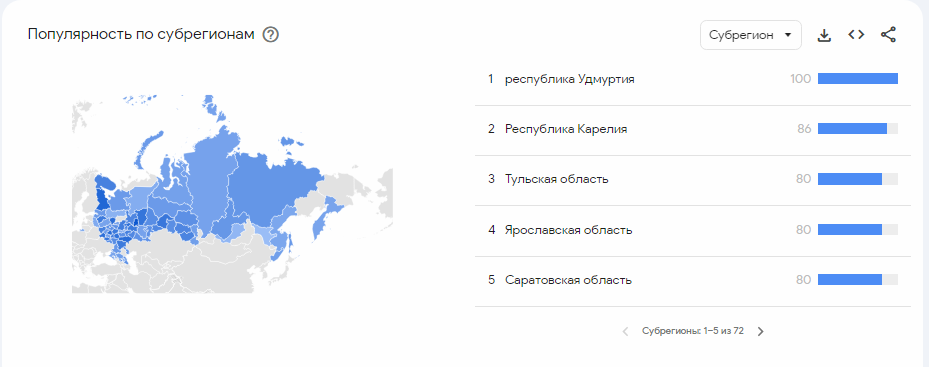 Популярность по субрегионам
Субрегион
1 республика Удмуртия 100
2 Республика Карелия 86
3 Тульская область 80
4 Ярославская область 80
5 Саратовская область 80
Субрегионы: 1–5 из 72